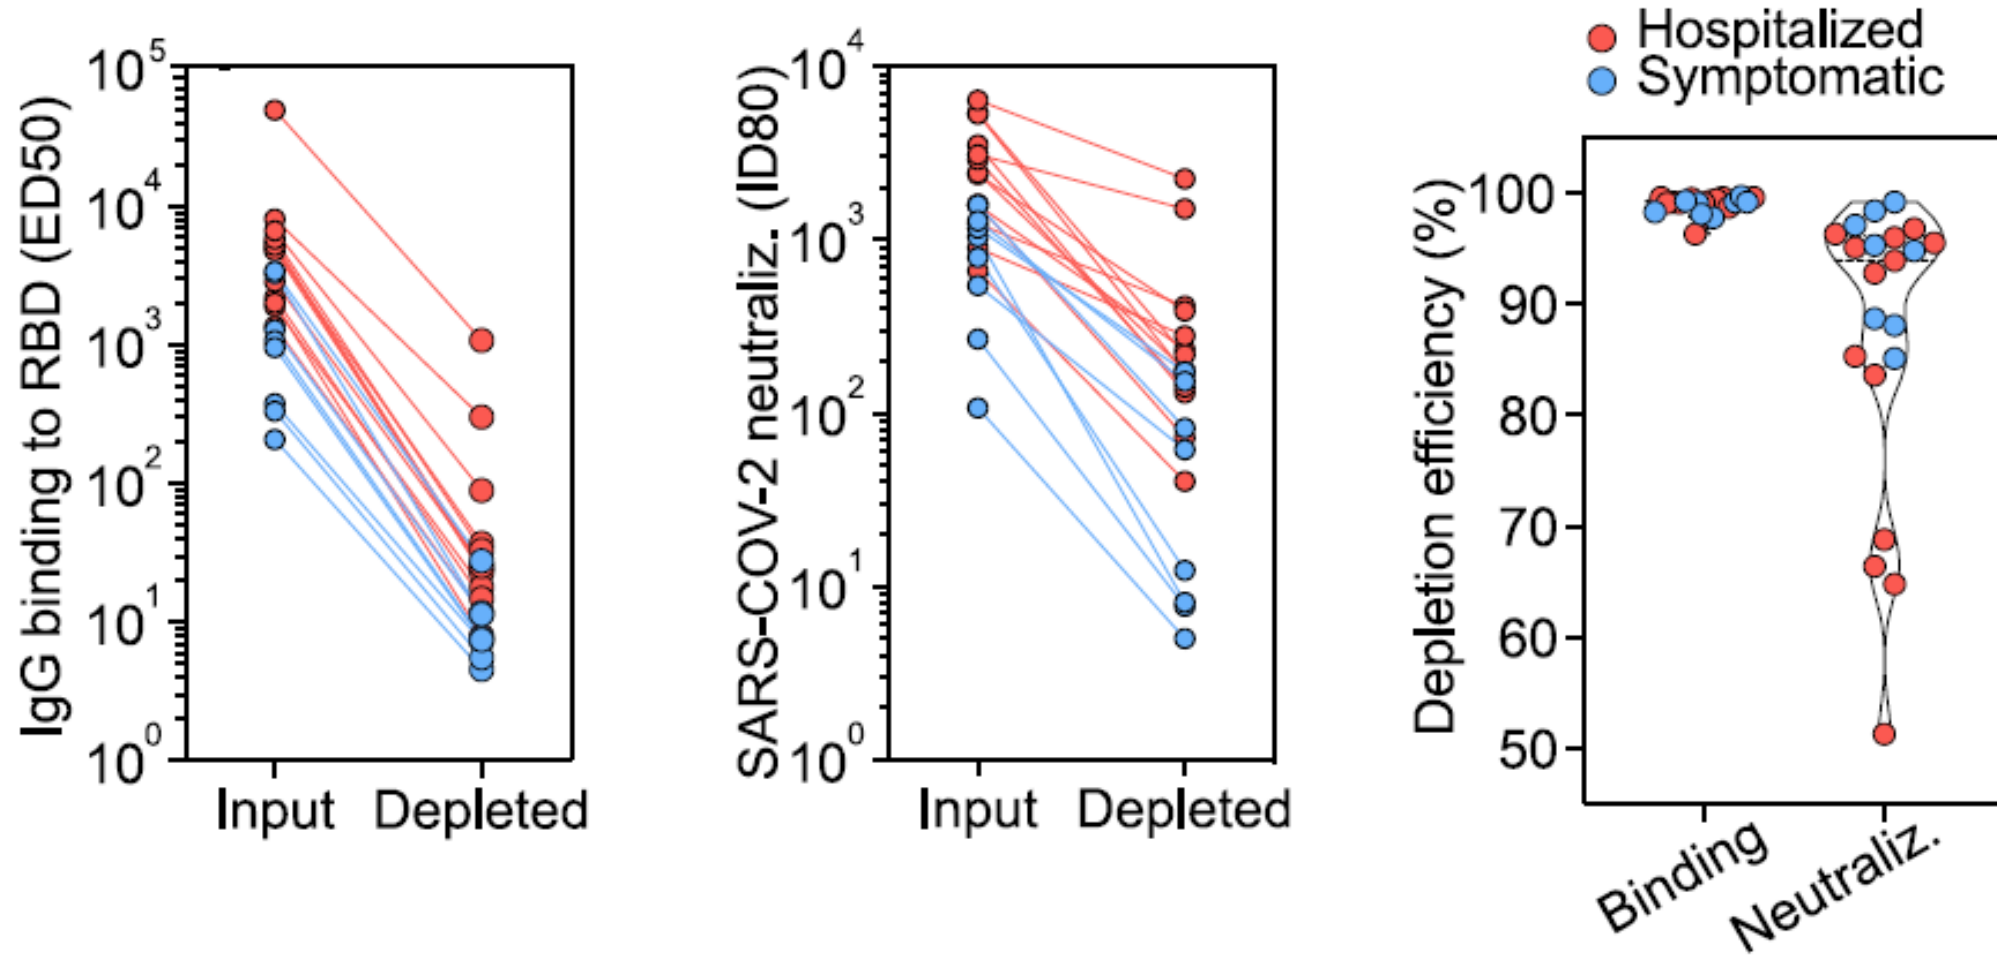 IgG binding to RBD (ED50)
10^5
10^4
10^3
10^2
10^1
10^0
Input Depleted
SARS-COV-2 neutraliz. (ID80)
10^4
10^3
10^2
10^1
10^0
Input Depleted
Hospitalized
Symptomatic
Depletion efficiency (%)
100
90
80
70
60
50
Binding
Neutraliz.